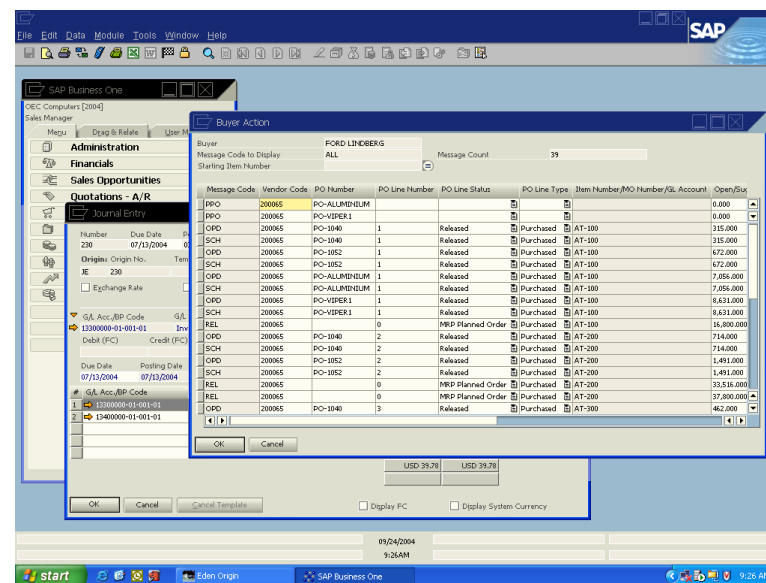 File Edit Data Module Tools Window Help
SAP
SAP Business One
OEC Computers [2004]
Sales Manager
Menu Drag & Relate User M
Administration
Financials
Sales Opportunities
Quotations - A/R
Journal Entry
Number Due Date
230 07/13/2004
Origin: Origin No. Tem
JE 230
Exchange Rate
G/L Acc./BP Code G/L
13300000-01-001-01 Inv
Debit (FC) Credit (FC)
Due Date Posting Date
07/13/2004 07/13/2004
# G/L Acc./BP Code
1 13300000-01-001-01
2 13400000-01-001-01
USD 39.78 USD 39.78
OK Cancel Cancel Template Display FC Display System Currency
Buyer Action
Buyer FORD LINDBERG
Message Code to Display ALL Message Count 39
Starting Item Number
Message Code Vendor Code PO Number PO Line Number PO Line Status PO Line Type Item Number/MO Number/GL Account Open/Su
PPO 200065 PO-ALUMINIUM 0.000
PPO 200065 PO-VIPER1 0.000
OPD 200065 PO-1040 1 Released Purchased AT-100 315.000
SCH 200065 PO-1040 1 Released Purchased AT-100 315.000
OPD 200065 PO-1052 1 Released Purchased AT-100 672.000
SCH 200065 PO-1052 1 Released Purchased AT-100 672.000
OPD 200065 PO-ALUMINIUM 1 Released Purchased AT-100 7,056.000
SCH 200065 PO-ALUMINIUM 1 Released Purchased AT-100 7,056.000
OPD 200065 PO-VIPER1 1 Released Purchased AT-100 8,631.000
SCH 200065 PO-VIPER1 1 Released Purchased AT-100 8,631.000
REL 200065 0 MRP Planned Order Purchased AT-100 16,800.000
OPD 200065 PO-1040 2 Released Purchased AT-200 714.000
SCH 200065 PO-1040 2 Released Purchased AT-200 714.000
OPD 200065 PO-1052 2 Released Purchased AT-200 1,491.000
SCH 200065 PO-1052 2 Released Purchased AT-200 1,491.000
REL 200065 0 MRP Planned Order Purchased AT-200 33,516.000
REL 200065 0 MRP Planned Order Purchased AT-200 37,800.000
OPD 200065 PO-1040 3 Released Purchased AT-300 462.000
OK Cancel
09/24/2004
9:26AM
start Eden Origin SAP Business One 9:26 AM